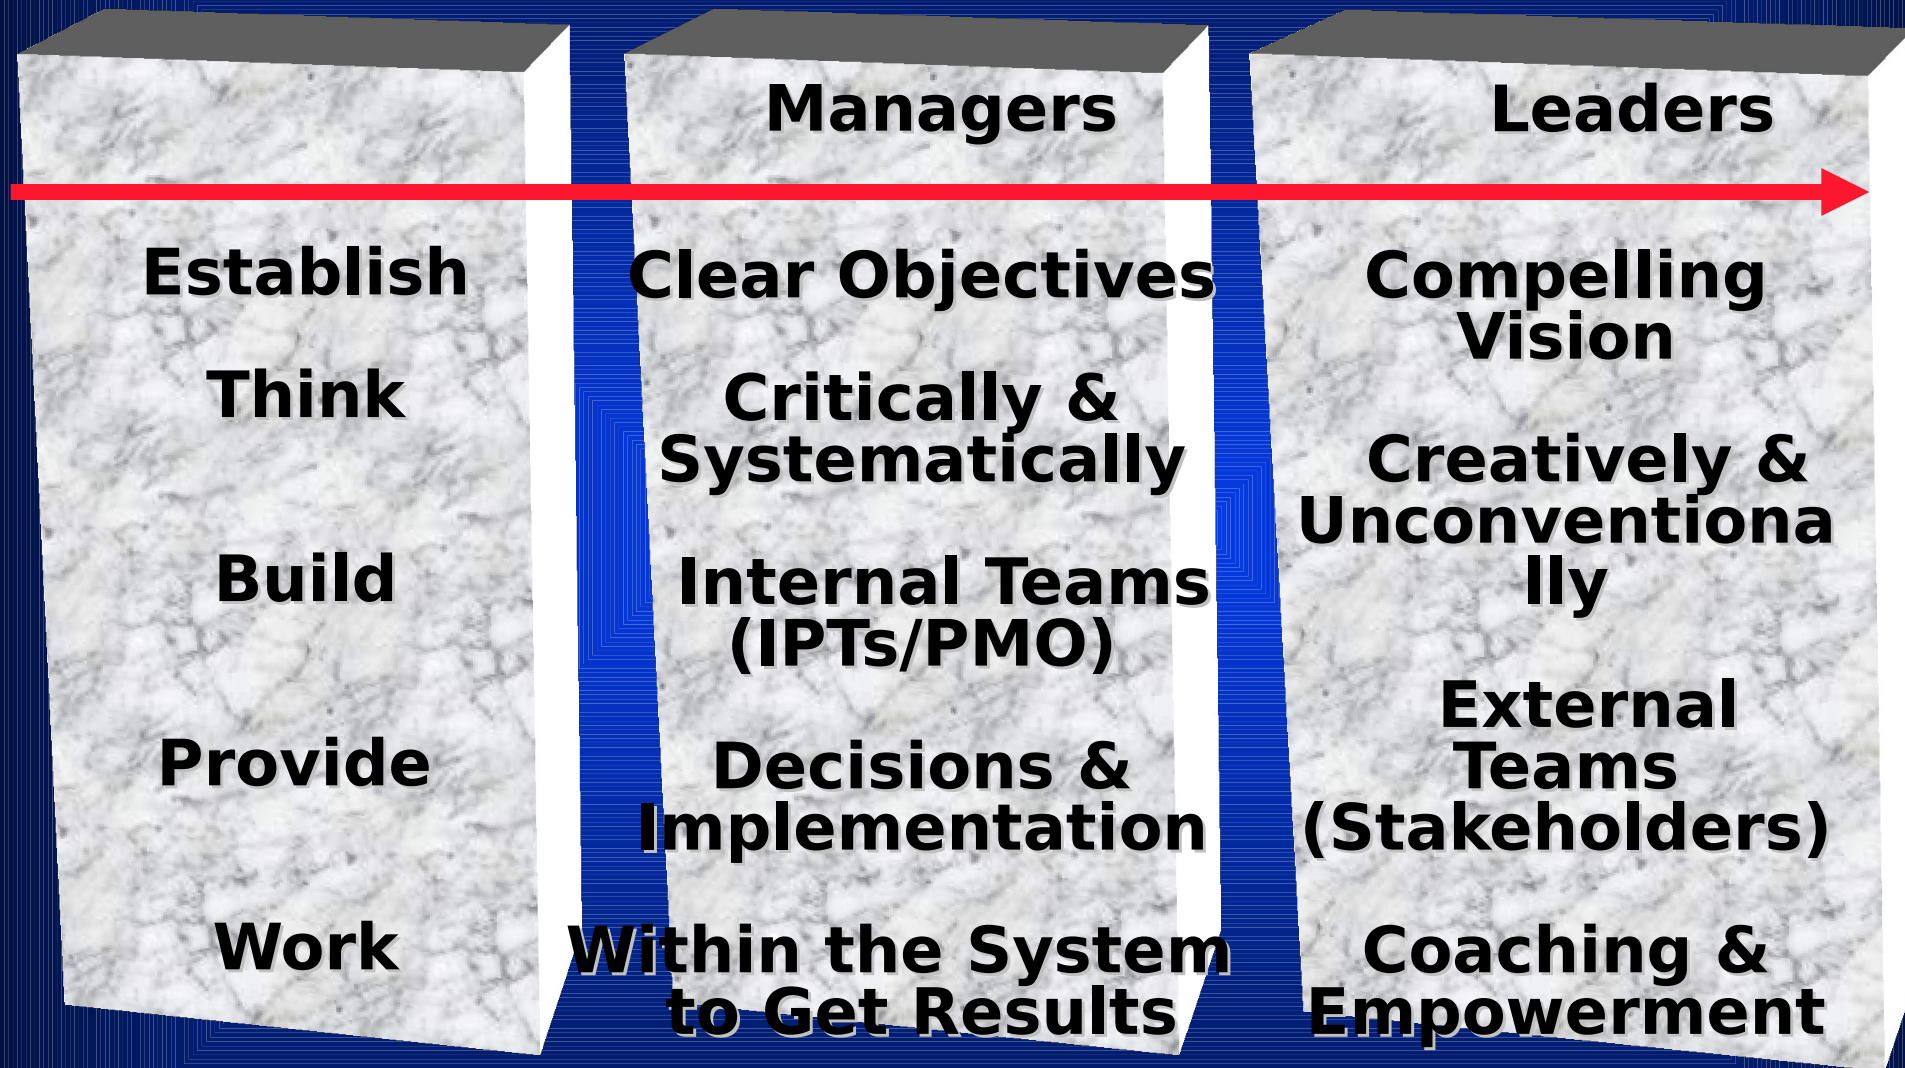 Managers
Leaders
Establish
Think
Build
Provide
Work
Clear Objectives
Critically &
Systematically
Internal Teams
(IPTs/PMO)
Decisions &
Implementation
Within the System
to Get Results
Compelling
Vision
Creatively &
Unconventiona
lly
External
Teams
(Stakeholders)
Coaching &
Empowerment